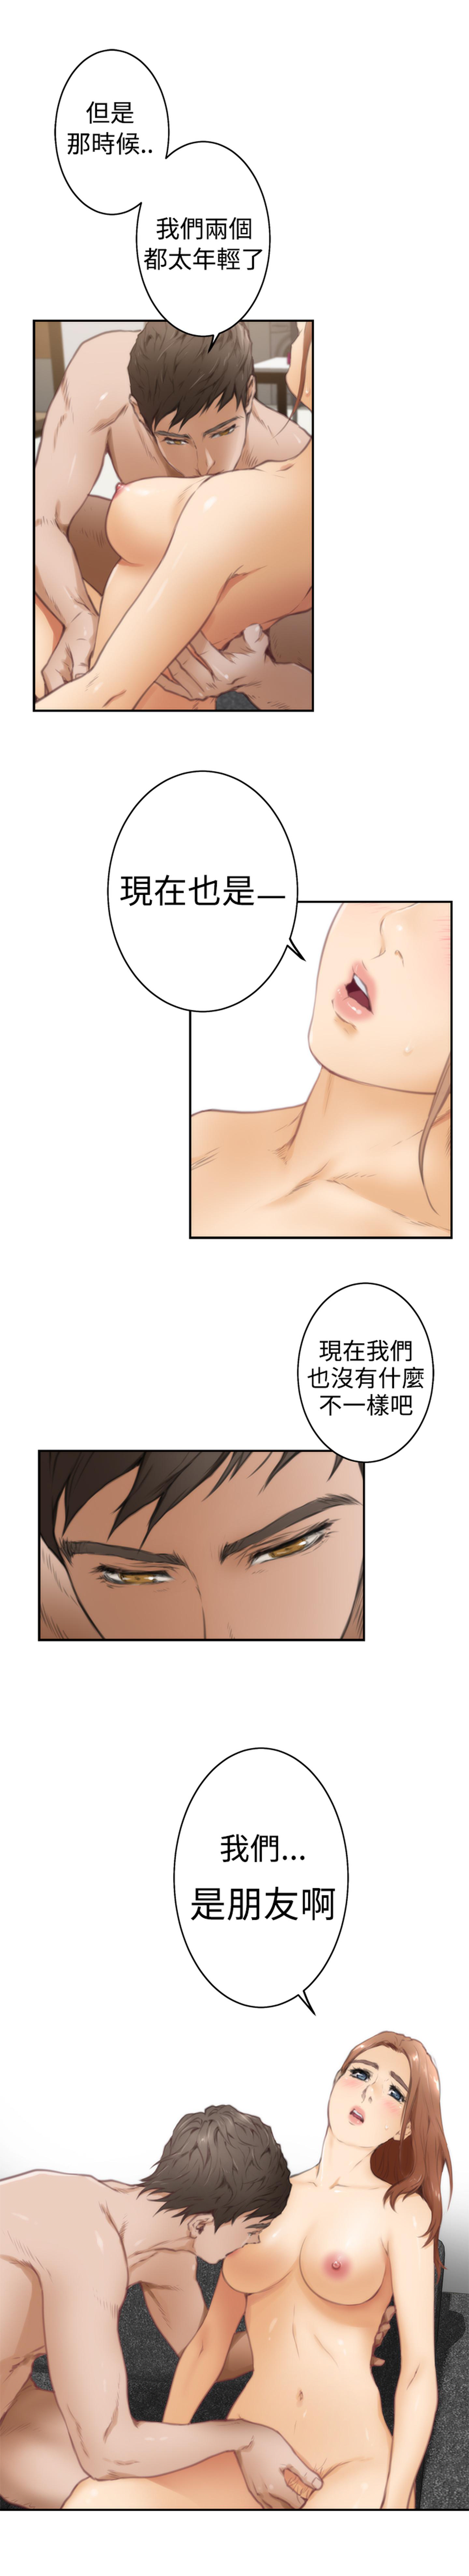 但是
那時候..
我們兩個
都太年輕了
現在也是—
現在我們
也沒有什麼
不一樣吧
我們...
是朋友啊